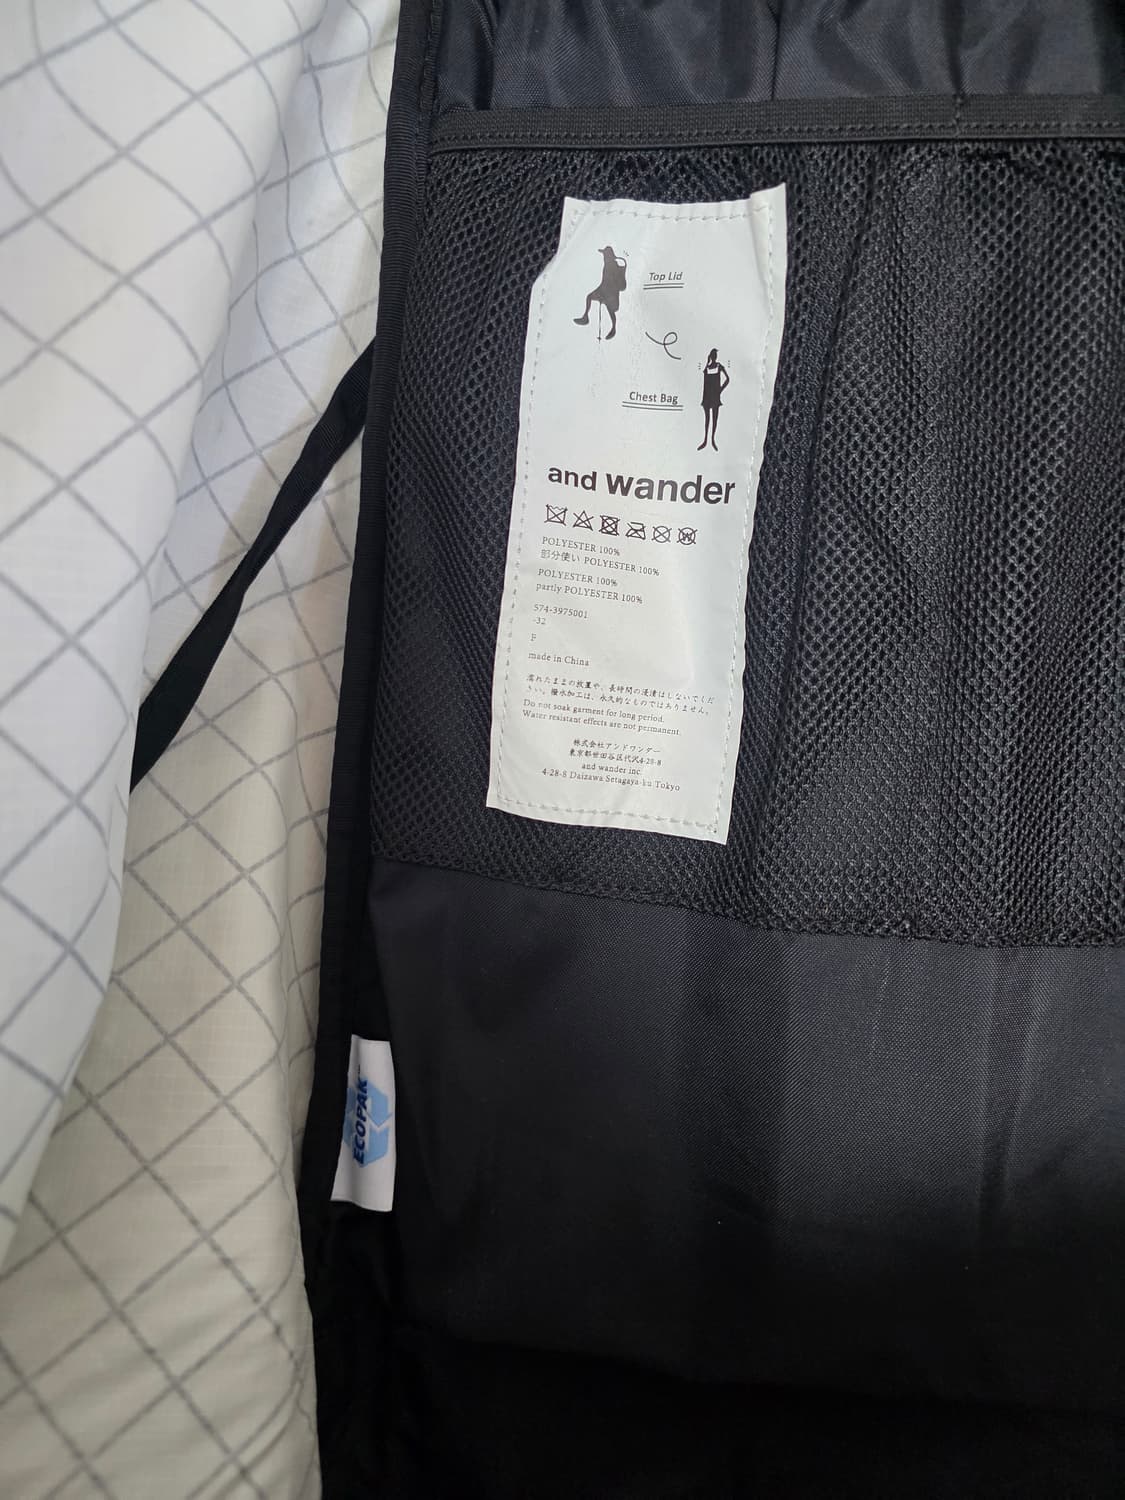 Top Lid
Chest Bag
and wander
POLYESTER 100%
部分使い POLYESTER 100%
POLYESTER 100%
partly POLYESTER 100%
574-3975001
-32
F
made in China
濡れたままの放置や、長時間の浸漬はしないでくだ
さい。撥水加工は、永久的なものではありません。
Do not soak garment for long period.
Water resistant effects are not permanent.
株式会社アンドワンダー
東京都世田谷区代沢4-28-8
and wander inc.
4-28-8 Daizawa Setagaya-ku Tokyo
ECOPAK™